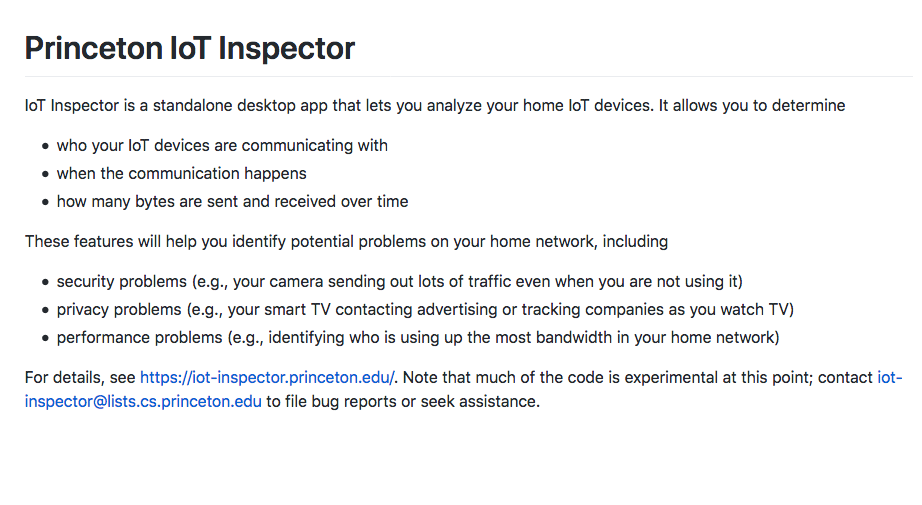 Princeton IoT Inspector
IoT Inspector is a standalone desktop app that lets you analyze your home IoT devices. It allows you to determine
• who your IoT devices are communicating with
• when the communication happens
• how many bytes are sent and received over time
These features will help you identify potential problems on your home network, including
• security problems (e.g., your camera sending out lots of traffic even when you are not using it)
• privacy problems (e.g., your smart TV contacting advertising or tracking companies as you watch TV)
• performance problems (e.g., identifying who is using up the most bandwidth in your home network)
For details, see https://iot-inspector.princeton.edu/. Note that much of the code is experimental at this point; contact iot-
inspector@lists.cs.princeton.edu to file bug reports or seek assistance.